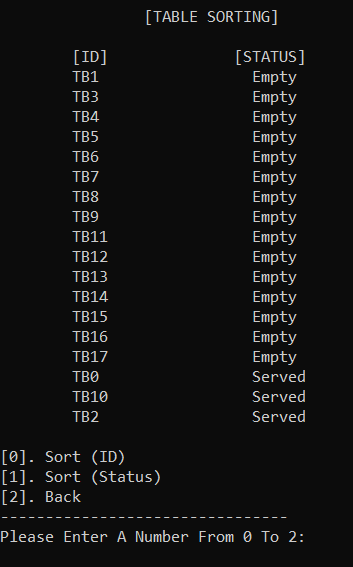 [TABLE SORTING]
[ID] [STATUS]
TB1 Empty
TB3 Empty
TB4 Empty
TB5 Empty
TB6 Empty
TB7 Empty
TB8 Empty
TB9 Empty
TB11 Empty
TB12 Empty
TB13 Empty
TB14 Empty
TB15 Empty
TB16 Empty
TB17 Empty
TB0 Served
TB10 Served
TB2 Served
[0]. Sort (ID)
[1]. Sort (Status)
[2]. Back
--------------------------------
Please Enter A Number From 0 To 2: